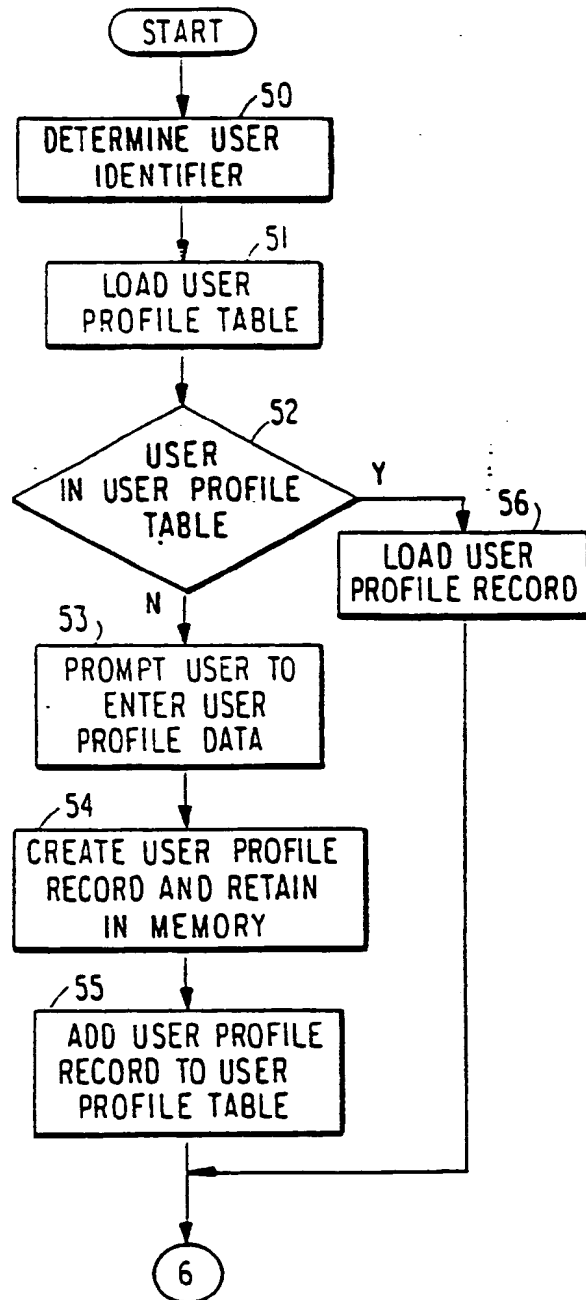 START
50
DETERMINE USER
IDENTIFIER
51
LOAD USER
PROFILE TABLE
52
USER
IN USER PROFILE
TABLE
Y
56
LOAD USER
PROFILE RECORD
N
53
PROMPT USER TO
ENTER USER
PROFILE DATA
54
CREATE USER PROFILE
RECORD AND RETAIN
IN MEMORY
55
ADD USER PROFILE
RECORD TO USER
PROFILE TABLE
6